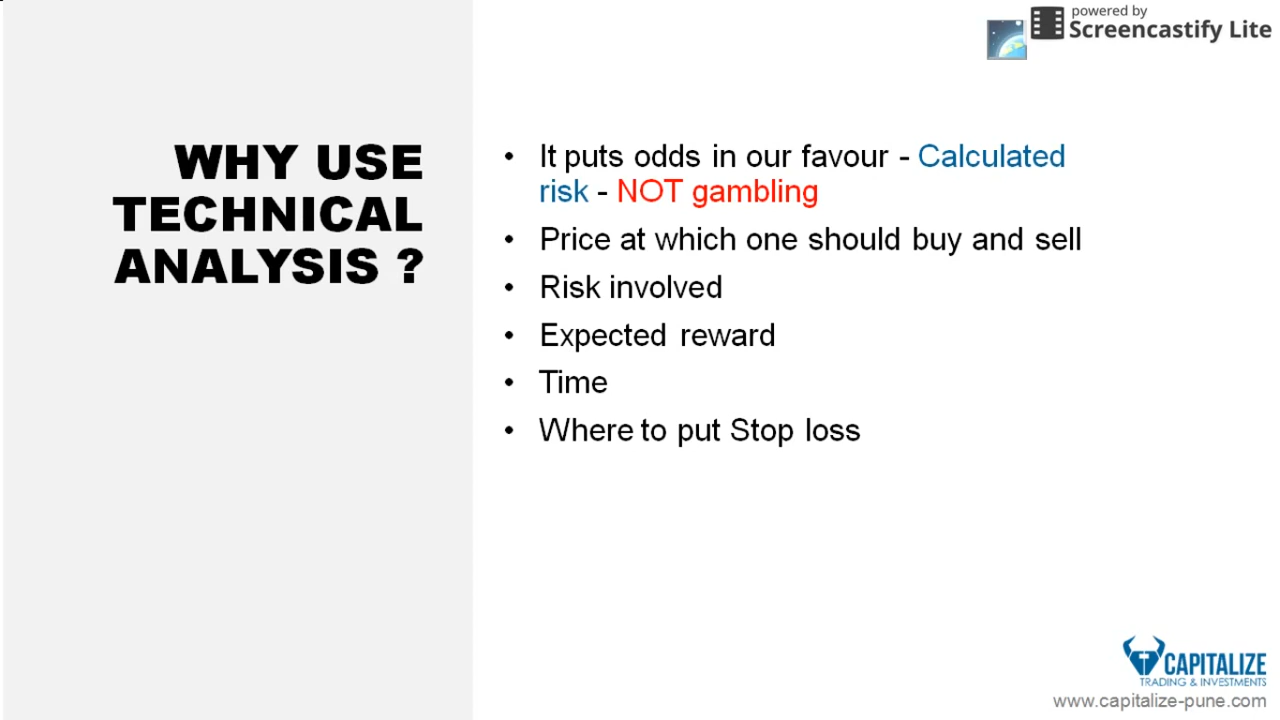 powered by
Screencastify Lite
WHY USE
TECHNICAL
ANALYSIS ?
• It puts odds in our favour - Calculated
risk - NOT gambling
• Price at which one should buy and sell
• Risk involved
• Expected reward
• Time
• Where to put Stop loss
CAPITALIZE
TRADING & INVESTMENTS
www.capitalize-pune.com